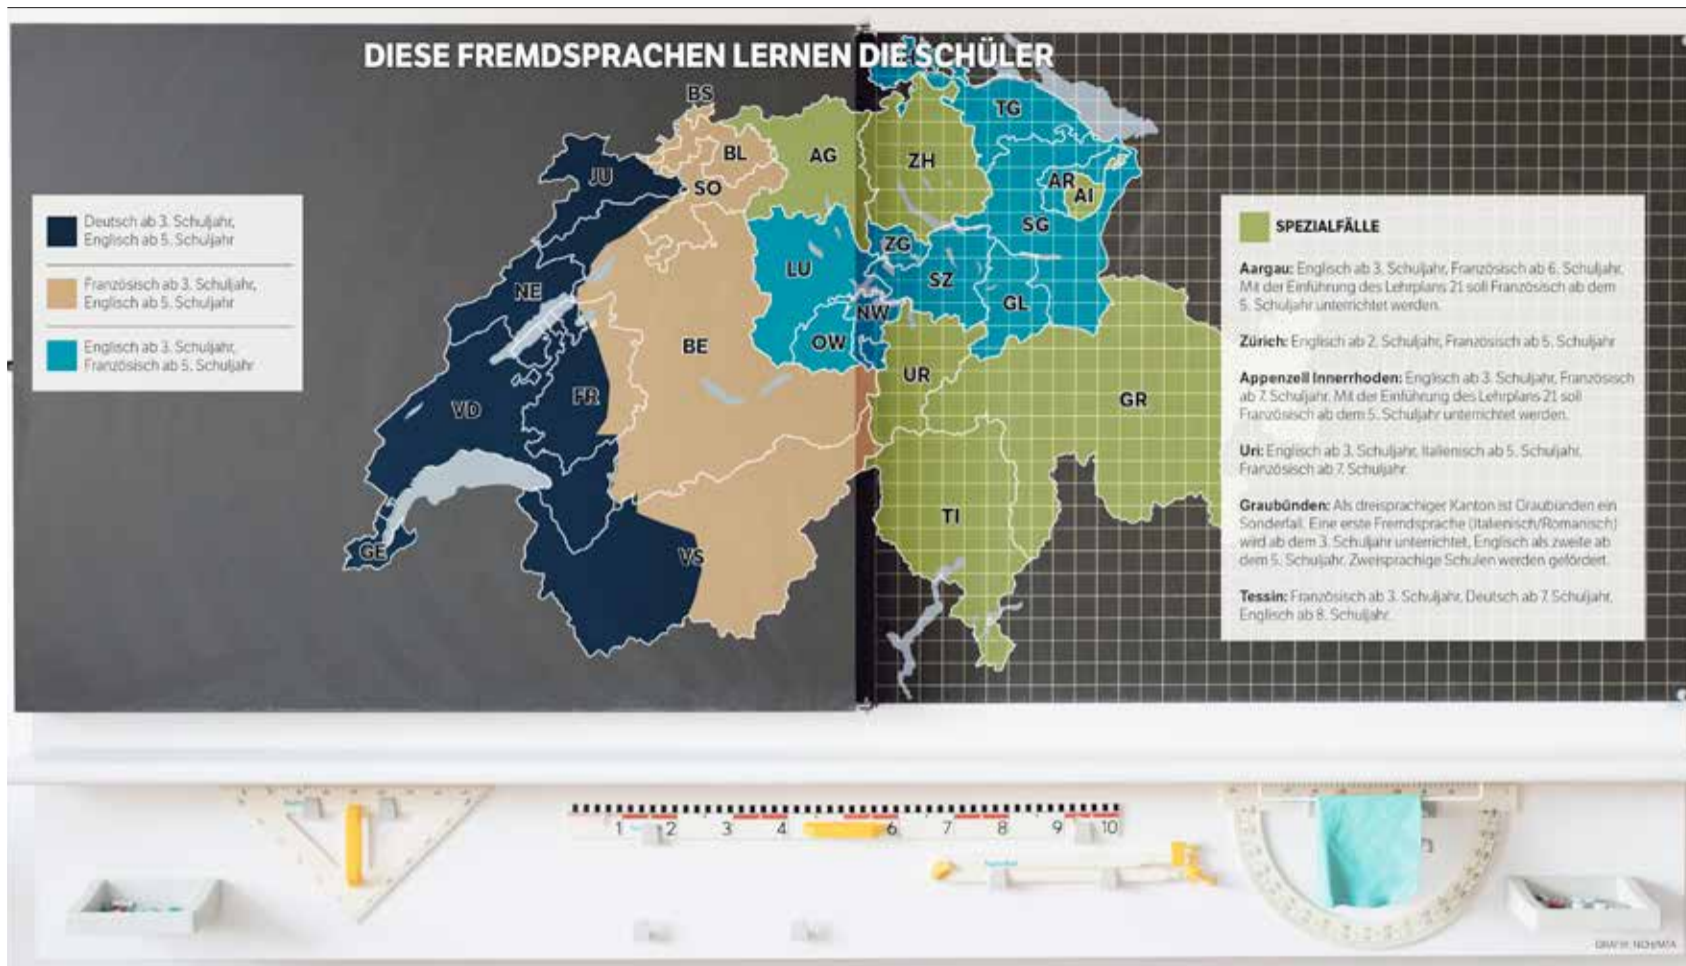 DIESE FREMDSPRACHEN LERNEN DIE SCHÜLER
Deutsch ab 3. Schuljahr,
Englisch ab 5. Schuljahr
Französisch ab 3. Schuljahr,
Englisch ab 5. Schuljahr
Englisch ab 3. Schuljahr,
Französisch ab 5. Schuljahr
BS
TG
BL
AG
ZH
JU
SO
AR
AI
SG
ZG
LU
SZ
NE
GL
NW
OW
BE
UR
FR
VD
GR
TI
GE
VS
SPEZIALFÄLLE
Aargau: Englisch ab 3. Schuljahr, Französisch ab 6. Schuljahr.
Mit der Einführung des Lehrplans 21 soll Französisch ab dem
5. Schuljahr unterrichtet werden.
Zürich: Englisch ab 2. Schuljahr, Französisch ab 5. Schuljahr
Appenzell Innerrhoden: Englisch ab 3. Schuljahr, Französisch
ab 7. Schuljahr. Mit der Einführung des Lehrplans 21 soll
Französisch ab dem 5. Schuljahr unterrichtet werden.
Uri: Englisch ab 3. Schuljahr, Italienisch ab 5. Schuljahr,
Französisch ab 7. Schuljahr.
Graubünden: Als dreisprachiger Kanton ist Graubünden ein
Sonderfall. Eine erste Fremdsprache (Italienisch/Romanisch)
wird ab dem 3. Schuljahr unterrichtet, Englisch als zweite ab
dem 5. Schuljahr. Zweisprachige Schulen werden gefördert.
Tessin: Französisch ab 3. Schuljahr, Deutsch ab 7. Schuljahr,
Englisch ab 8. Schuljahr.
1 2 3 4 6 7 8 9 10